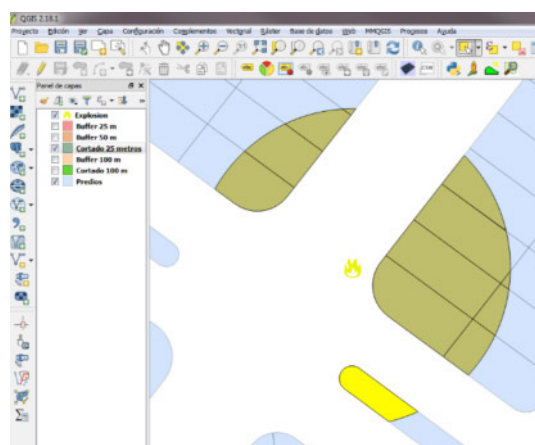 QGIS 2.18.1
Proyecto Edición Ver Capa Configuración Complementos Vectorial Ráster Base de datos Web MMQGIS Procesos Ayuda
Panel de capas
Explosion
Buffer 25 m
Buffer 50 m
Cortado 25 metros
Buffer 100 m
Cortado 100 m
Predios